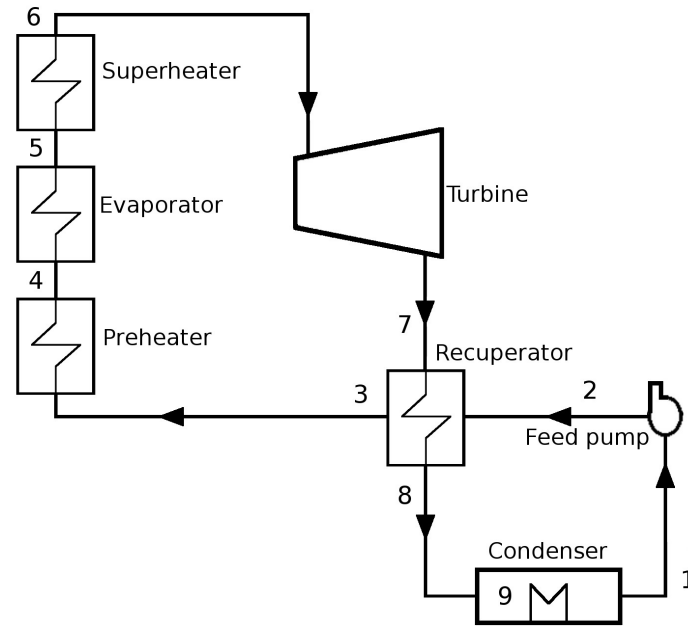 6
Superheater
5
Evaporator
Turbine
4
Preheater
7
Recuperator
3
2
Feed pump
8
Condenser
9
1